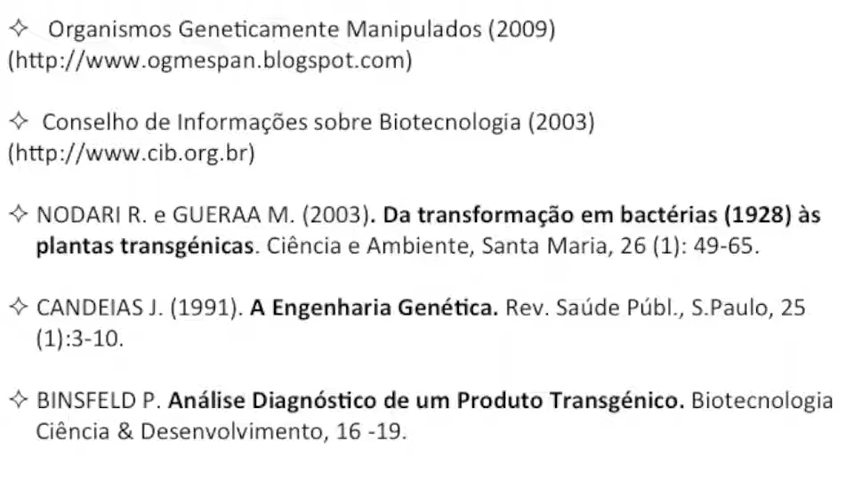 ✧ Organismos Geneticamente Manipulados (2009)
(http://www.ogmespan.blogspot.com)
✧ Conselho de Informações sobre Biotecnologia (2003)
(http://www.cib.org.br)
✧ NODARI R. e GUERAA M. (2003). Da transformação em bactérias (1928) às
plantas transgénicas. Ciência e Ambiente, Santa Maria, 26 (1): 49-65.
✧ CANDEIAS J. (1991). A Engenharia Genética. Rev. Saúde Públ., S.Paulo, 25
(1):3-10.
✧ BINSFELD P. Análise Diagnóstico de um Produto Transgénico. Biotecnologia
Ciência & Desenvolvimento, 16 -19.